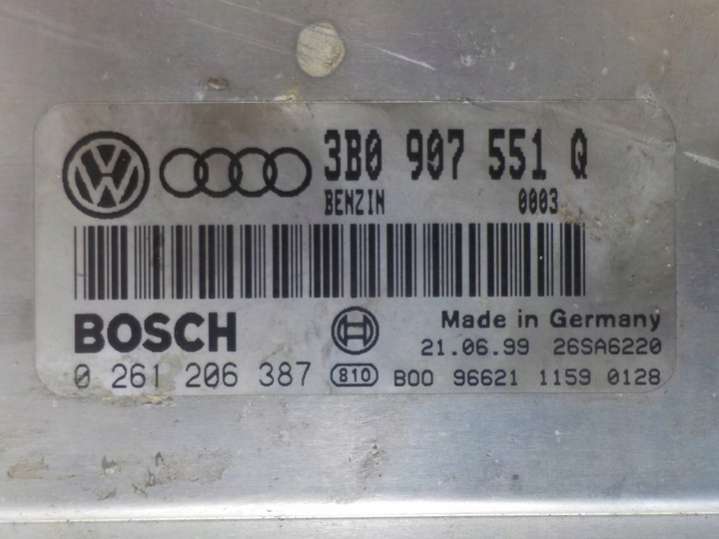 3B0 907 551 Q
BENZIN 0003
BOSCH Made in Germany
21.06.99 26SA6220
0 261 206 387 810 B00 96621 1159 0128